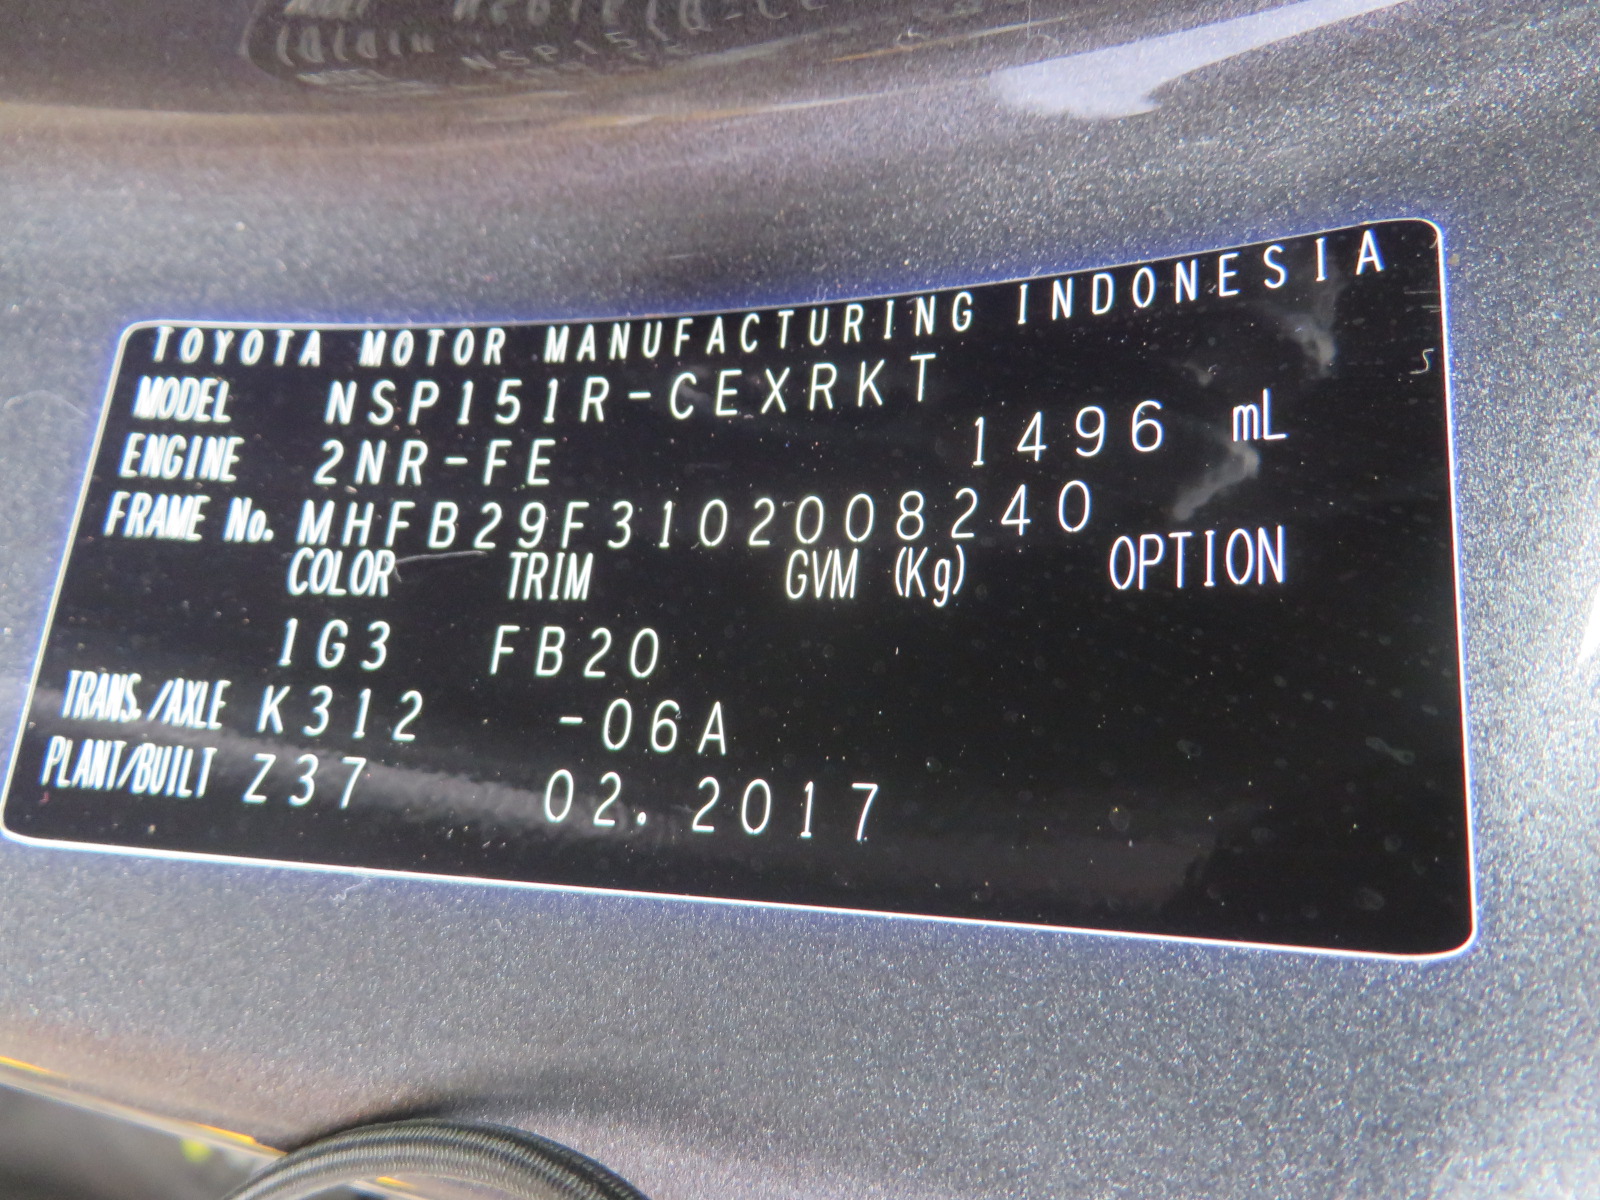 TOYOTA MOTOR MANUFACTURING INDONESIA
MODEL NSP151R-CEXRKT
ENGINE 2NR-FE 1496 mL
FRAME No. MHFB29F3102008240
COLOR TRIM GVM (Kg) OPTION
1G3 FB20
TRANS./AXLE K312 -06A
PLANT/BUILT Z37 02.2017